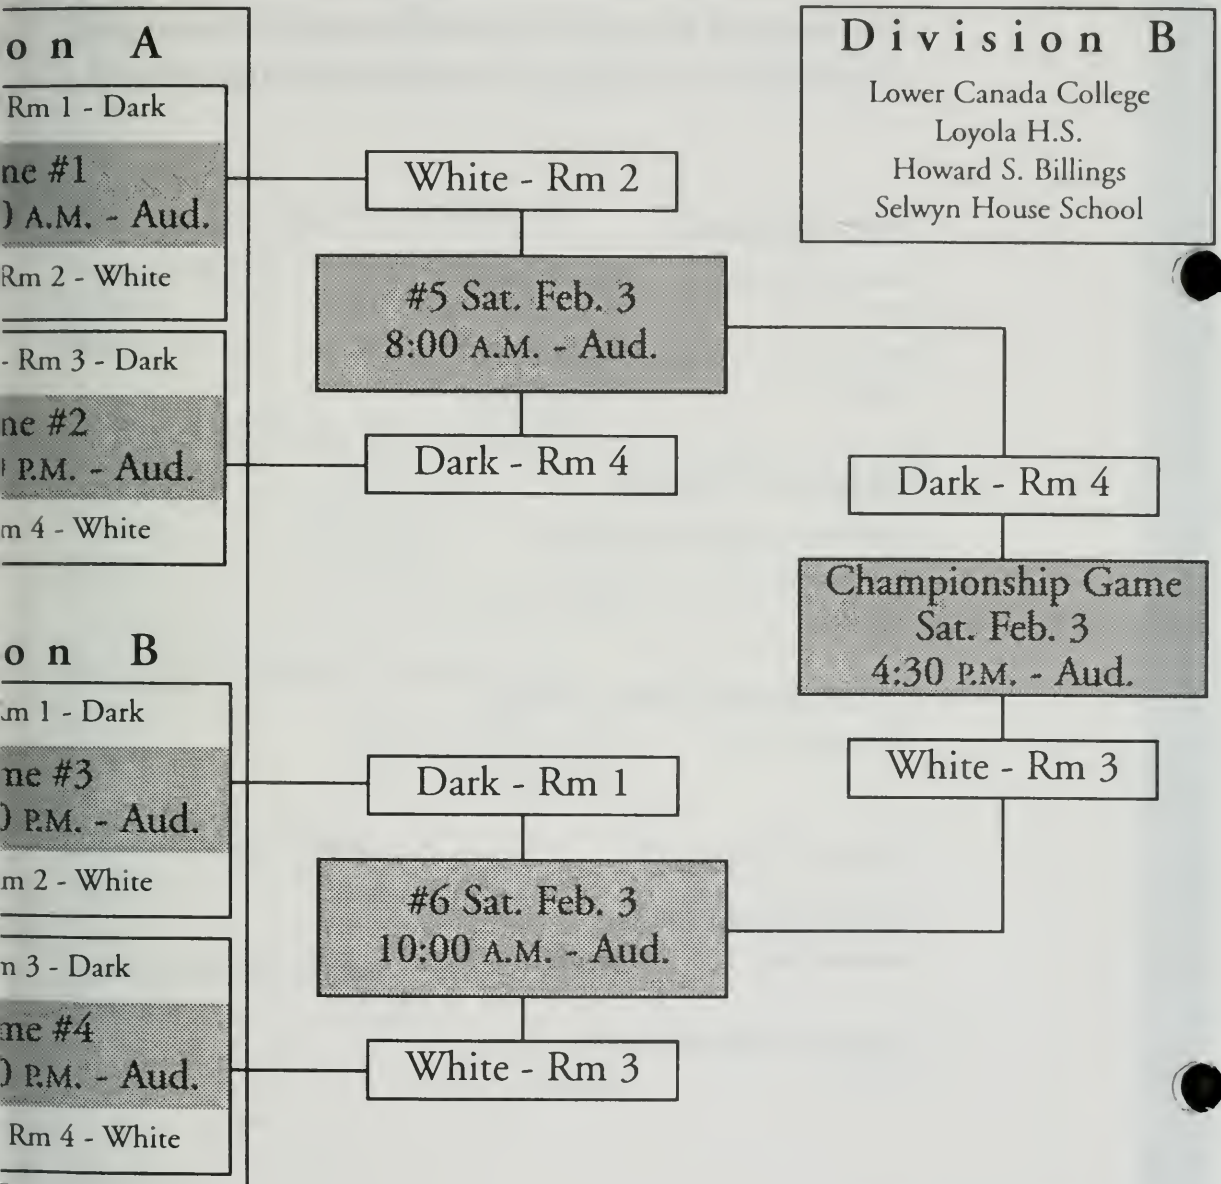 on A
Rm 1 - Dark
ne #1
A.M. - Aud.
Rm 2 - White
- Rm 3 - Dark
ne #2
P.M. - Aud.
m 4 - White
on B
m 1 - Dark
ne #3
P.M. - Aud.
m 2 - White
m 3 - Dark
me #4
P.M. - Aud.
Rm 4 - White
White - Rm 2
#5 Sat. Feb. 3
8:00 A.M. - Aud.
Dark - Rm 4
Dark - Rm 1
#6 Sat. Feb. 3
10:00 A.M. - Aud.
White - Rm 3
Division B
Lower Canada College
Loyola H.S.
Howard S. Billings
Selwyn House School
Dark - Rm 4
Championship Game
Sat. Feb. 3
4:30 P.M. - Aud.
White - Rm 3